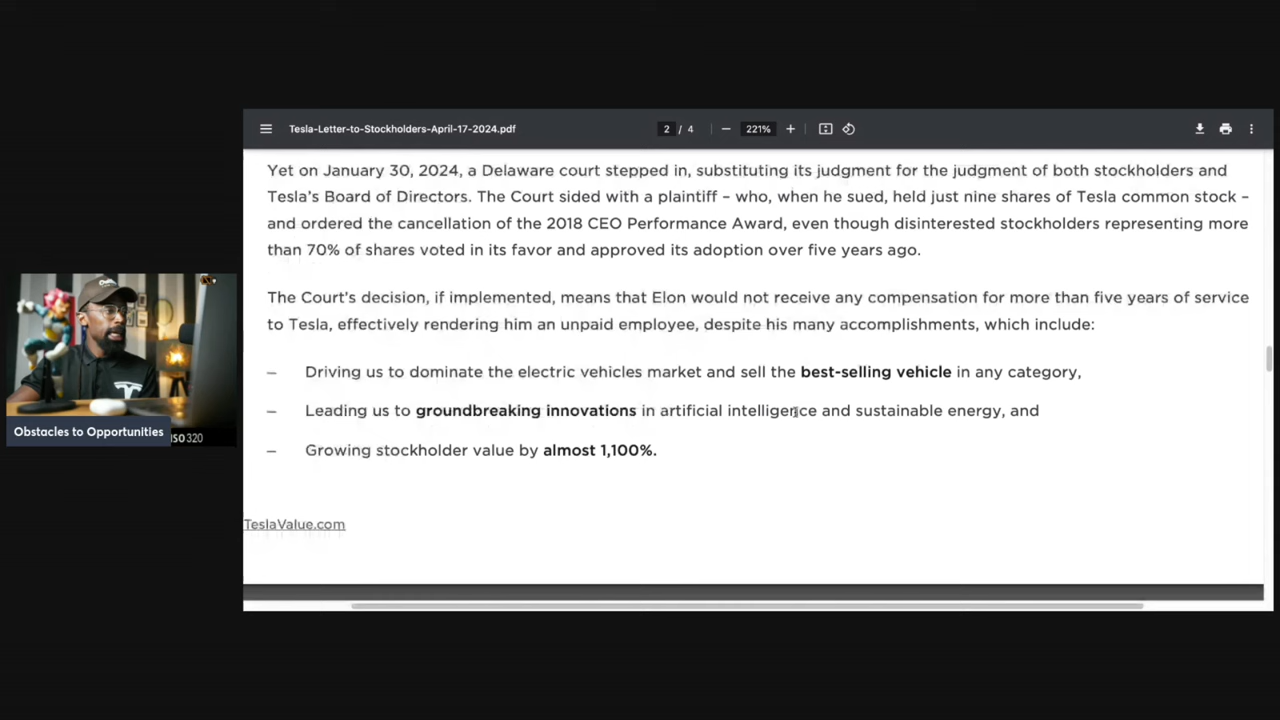 Tesla-Letter-to-Stockholders-April-17-2024.pdf
2 / 4
221%
Yet on January 30, 2024, a Delaware court stepped in, substituting its judgment for the judgment of both stockholders and
Tesla's Board of Directors. The Court sided with a plaintiff – who, when he sued, held just nine shares of Tesla common stock –
and ordered the cancellation of the 2018 CEO Performance Award, even though disinterested stockholders representing more
than 70% of shares voted in its favor and approved its adoption over five years ago.
The Court's decision, if implemented, means that Elon would not receive any compensation for more than five years of service
to Tesla, effectively rendering him an unpaid employee, despite his many accomplishments, which include:
– Driving us to dominate the electric vehicles market and sell the best-selling vehicle in any category,
– Leading us to groundbreaking innovations in artificial intelligence and sustainable energy, and
– Growing stockholder value by almost 1,100%.
TeslaValue.com
Obstacles to Opportunities
ISO 320